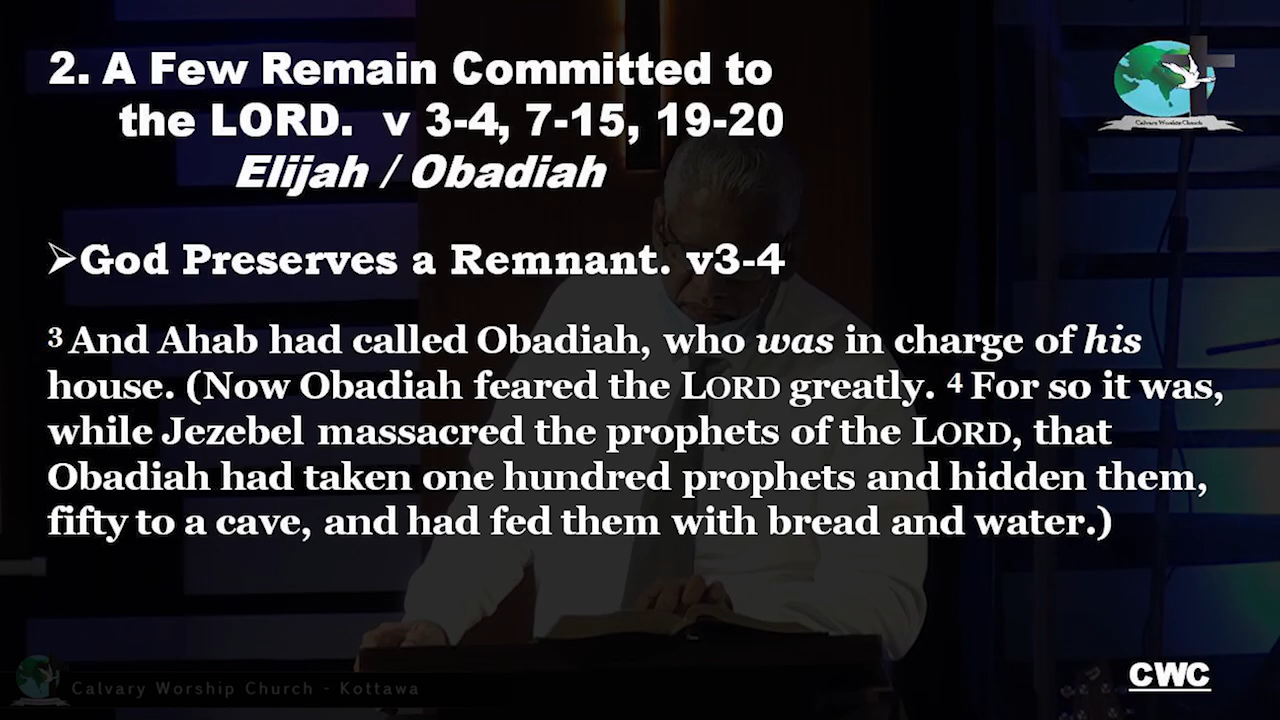 2. A Few Remain Committed to
the LORD. v 3-4, 7-15, 19-20
Elijah / Obadiah
➢God Preserves a Remnant. v3-4
3 And Ahab had called Obadiah, who was in charge of his
house. (Now Obadiah feared the LORD greatly. 4 For so it was,
while Jezebel massacred the prophets of the LORD, that
Obadiah had taken one hundred prophets and hidden them,
fifty to a cave, and had fed them with bread and water.)
Calvary Worship Church
CWC
Calvary Worship Church - Kottawa